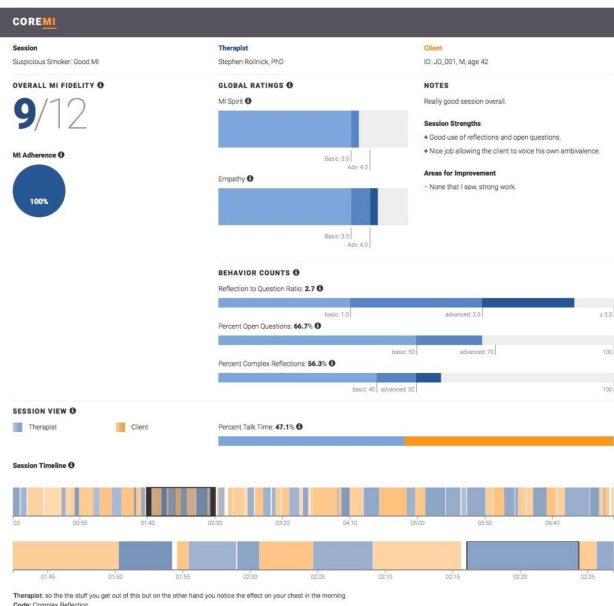 COREMI
Session
Suspicious Smoker: Good MI
Therapist
Stephen Rollnick, PhD
Client
ID: JD_001, M, age 42
OVERALL MI FIDELITY
9/12
MI Adherence
100%
GLOBAL RATINGS
MI Spirit
Basic: 3.5
Adv: 4.0
Empathy
Basic: 3.5
Adv: 4.0
NOTES
Really good session overall.
Session Strengths
+ Good use of reflections and open questions.
+ Nice job allowing the client to voice his own ambivalence.
Areas for Improvement
– None that I saw, strong work.
BEHAVIOR COUNTS
Reflection to Question Ratio: 2.7
basic: 1.0 advanced: 2.0 ≥ 3.0
Percent Open Questions: 66.7%
basic: 50 advanced: 70 100
Percent Complex Reflections: 56.3%
basic: 40 advanced: 50 100
SESSION VIEW
Therapist Client
Percent Talk Time: 47.1%
Session Timeline
00 00:50 01:40 02:30 03:20 04:10 05:00 05:50 06:40
01:45 01:50 01:55 02:00 02:05 02:10 02:15 02:20 02:25
Therapist: so the the stuff you get out of this but on the other hand you notice the effect on your chest in the morning
Code: Complex Reflection